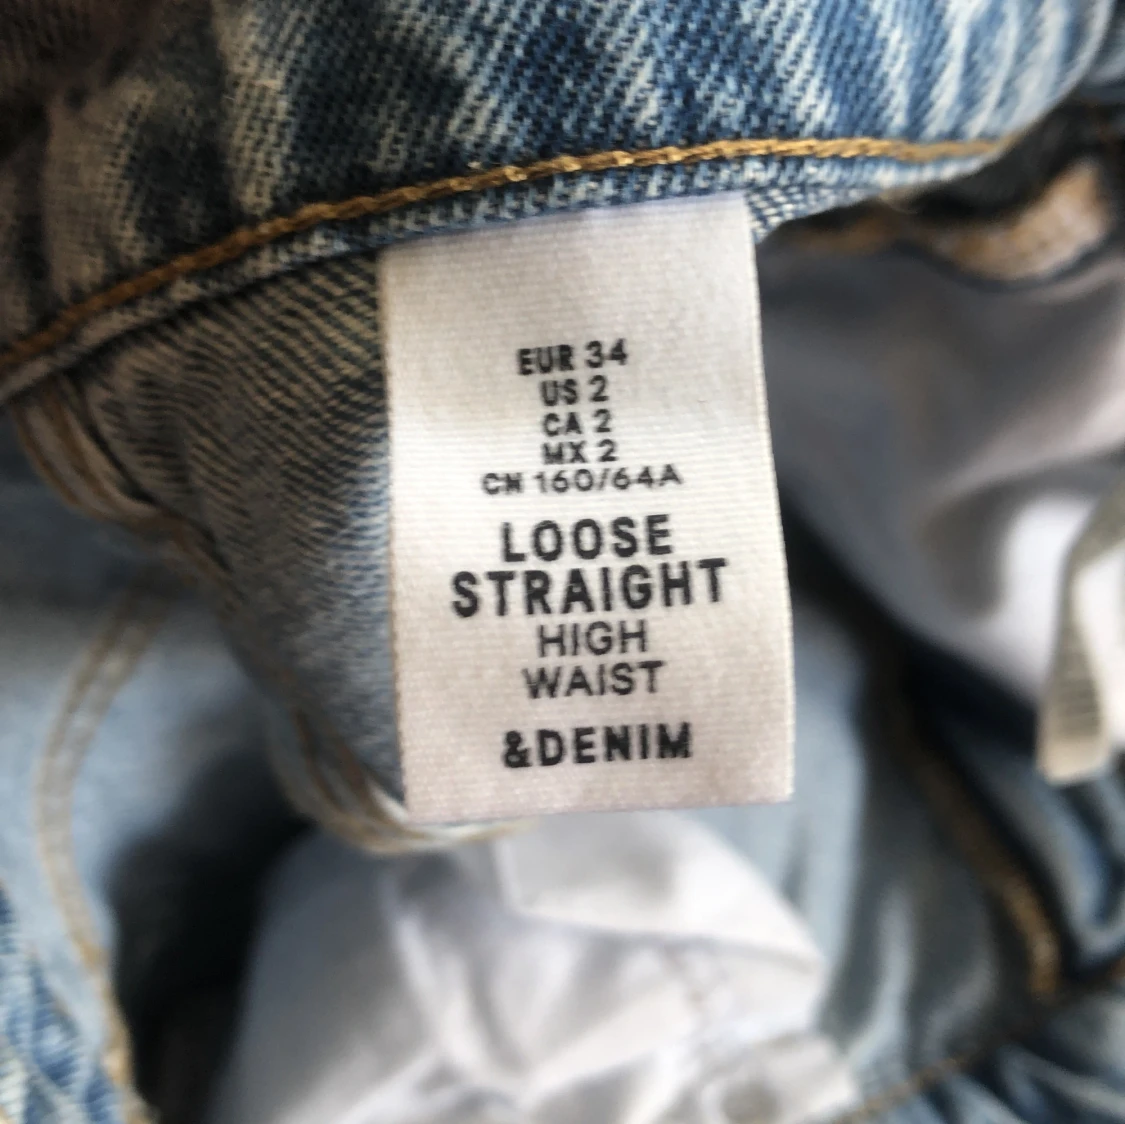 EUR 34
US 2
CA 2
MX 2
CN 160/64A
LOOSE
STRAIGHT
HIGH
WAIST
&DENIM